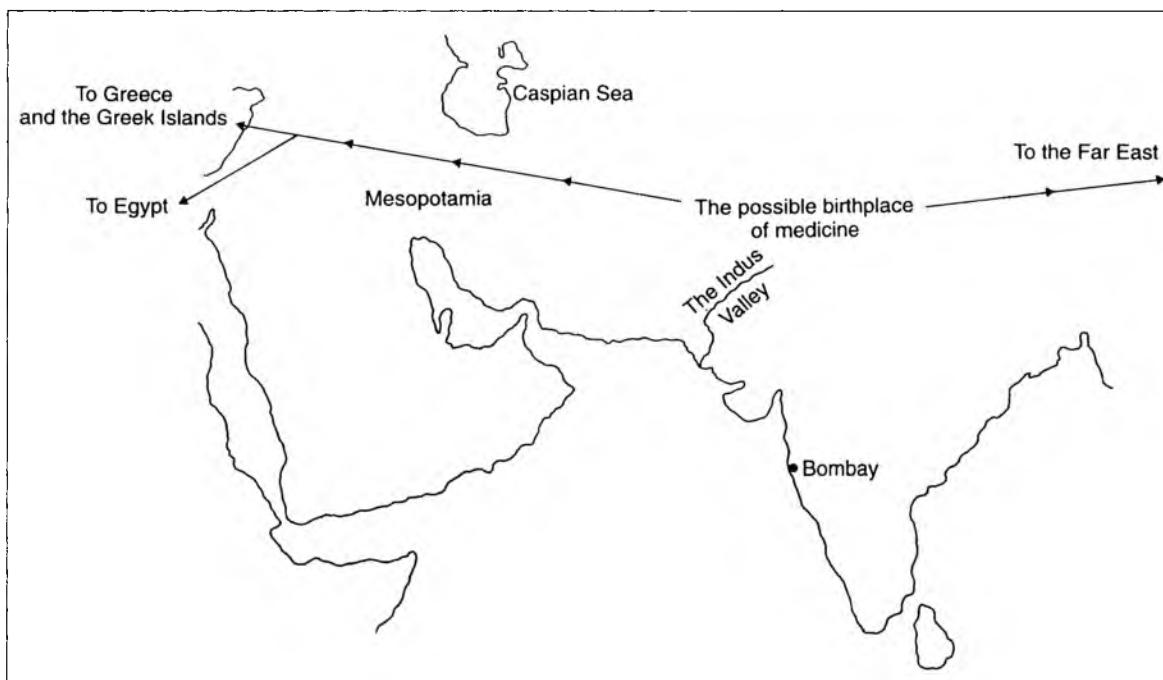 Caspian Sea
To Greece
and the Greek Islands
To the Far East
To Egypt
Mesopotamia
The possible birthplace
of medicine
The Indus
Valley
Bombay